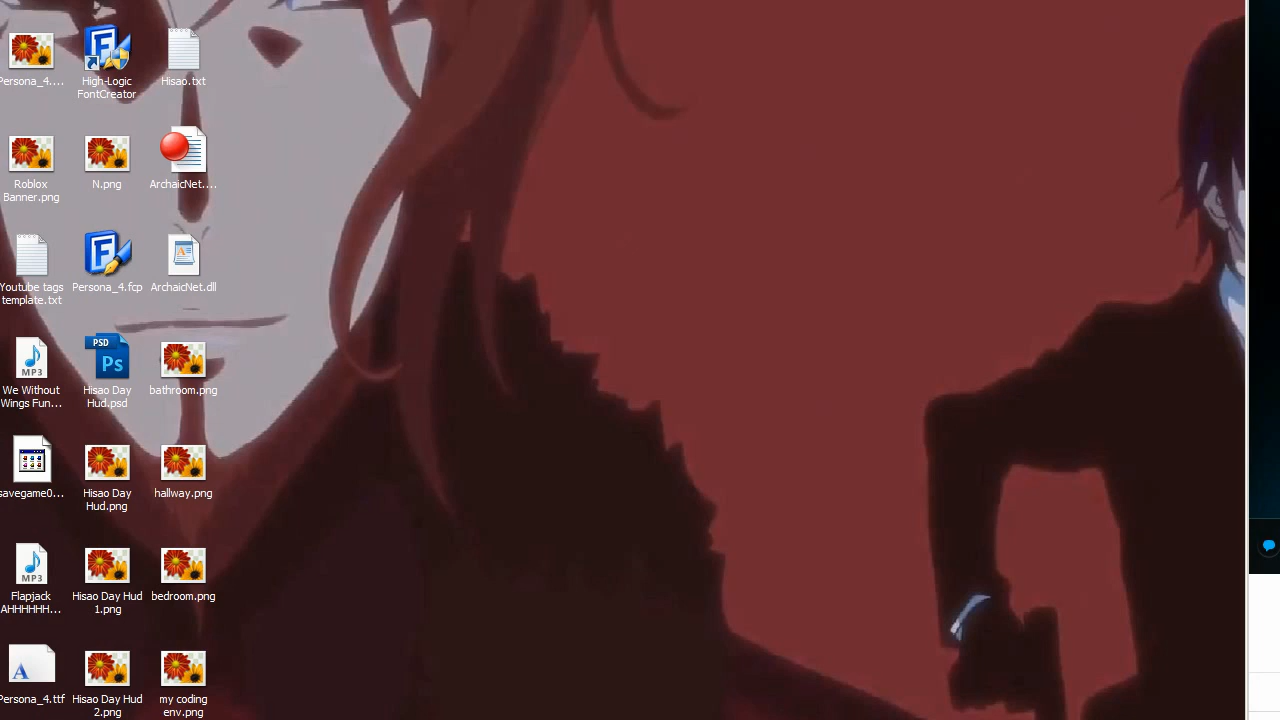 Persona_4....
High-Logic
FontCreator
Hisao.txt
Roblox
Banner.png
N.png
ArchaicNet....
Youtube tags
template.txt
Persona_4.fcp
ArchaicNet.dll
A
MP3
We Without
Wings Fun...
PSD
Ps
Hisao Day
Hud.psd
bathroom.png
savegame0...
Hisao Day
Hud.png
hallway.png
MP3
Flapjack
AHHHHHH...
Hisao Day Hud
1.png
bedroom.png
A
Persona_4.ttf
Hisao Day Hud
2.png
my coding
env.png